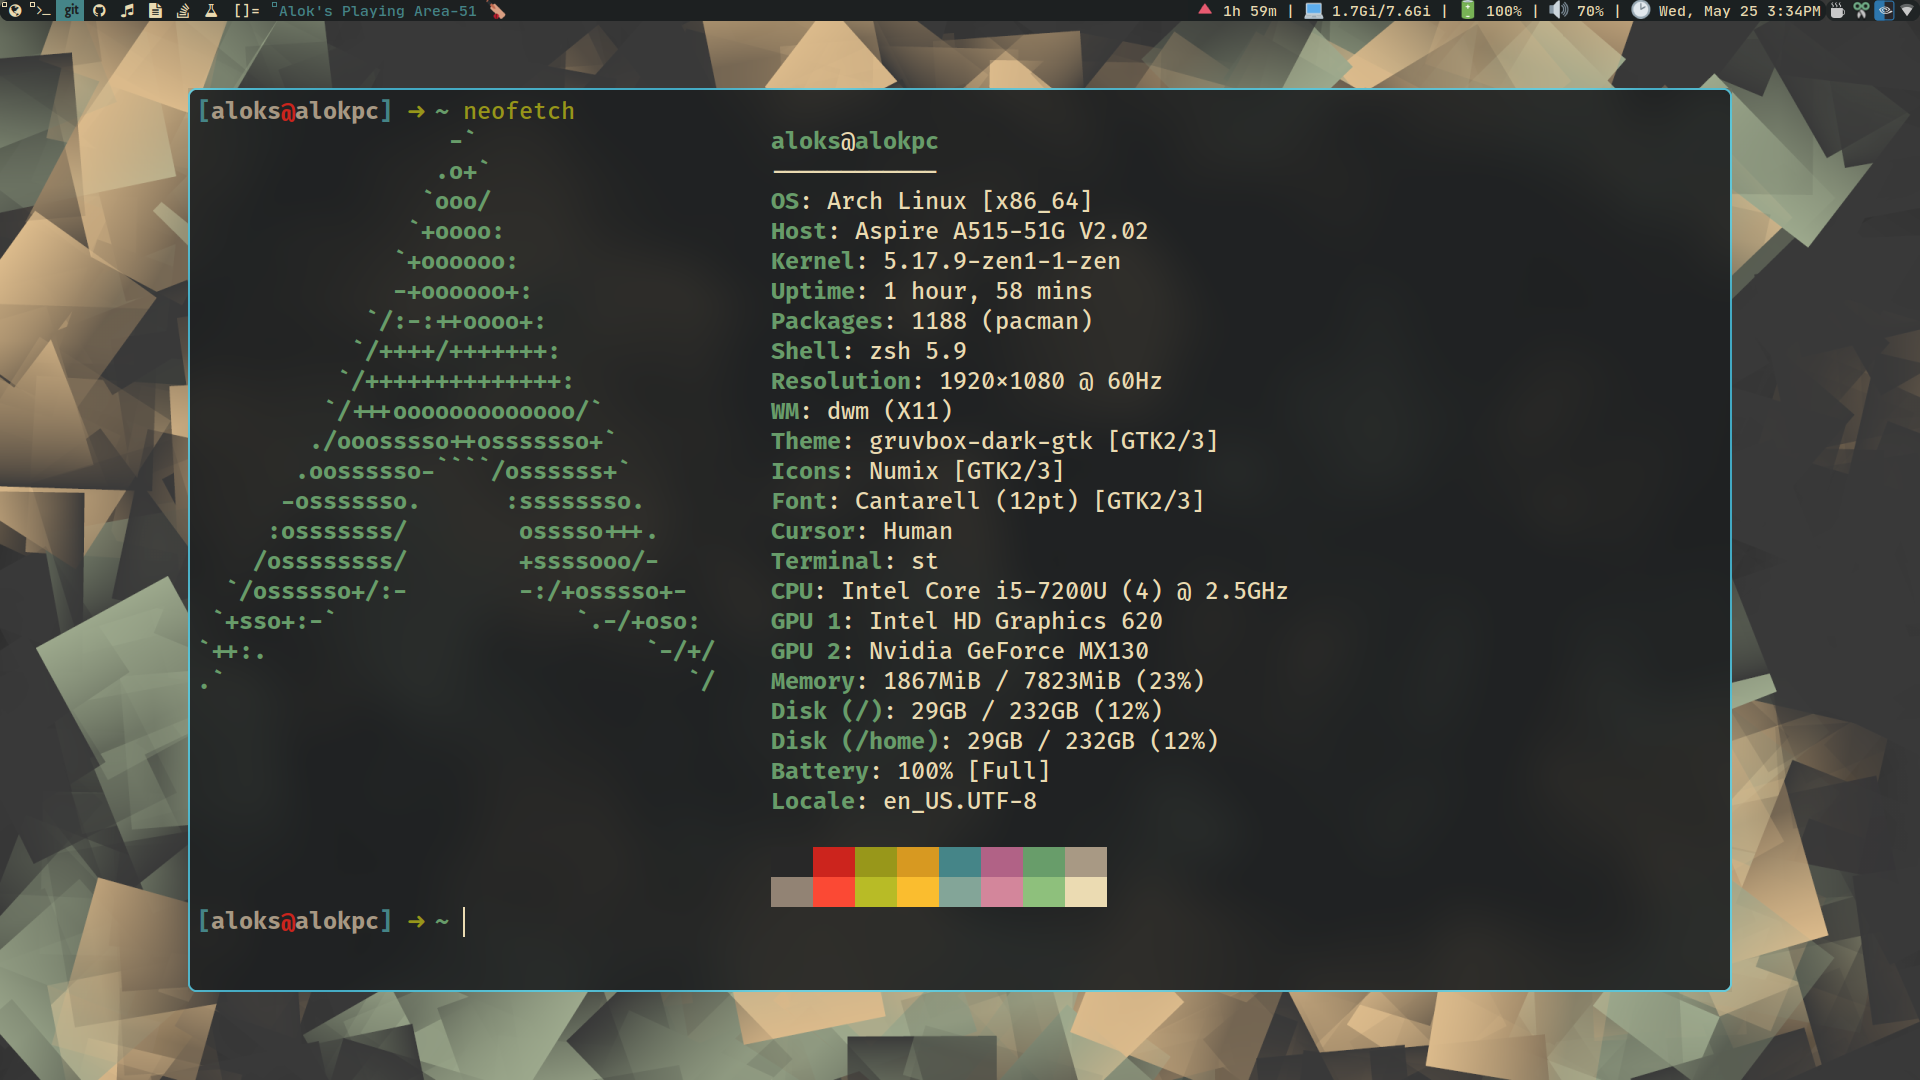 >_ git []= Alok's Playing Area-51 1h 59m | 1.7Gi/7.6Gi | 100% | 70% | Wed, May 25 3:34PM
[aloks@alokpc] ➜ ~ neofetch
-`
.o+`
`ooo/
`+oooo:
`+oooooo:
-+oooooo+:
`/:-:++oooo+:
`/++++/+++++++:
`/++++++++++++++:
`/+++ooooooooooooo/`
./ooosssso++osssssso+`
.oossssso-````/ossssss+`
-osssssso. :ssssssso.
:osssssss/ osssso+++.
/ossssssss/ +ssssooo/-
`/ossssso+/:- -:/+osssso+-
`+sso+:-` `.-/+oso:
`++:. `-/+/
.` `/
aloks@alokpc
────────────
OS: Arch Linux [x86_64]
Host: Aspire A515-51G V2.02
Kernel: 5.17.9-zen1-1-zen
Uptime: 1 hour, 58 mins
Packages: 1188 (pacman)
Shell: zsh 5.9
Resolution: 1920×1080 @ 60Hz
WM: dwm (X11)
Theme: gruvbox-dark-gtk [GTK2/3]
Icons: Numix [GTK2/3]
Font: Cantarell (12pt) [GTK2/3]
Cursor: Human
Terminal: st
CPU: Intel Core i5-7200U (4) @ 2.5GHz
GPU 1: Intel HD Graphics 620
GPU 2: Nvidia GeForce MX130
Memory: 1867MiB / 7823MiB (23%)
Disk (/): 29GB / 232GB (12%)
Disk (/home): 29GB / 232GB (12%)
Battery: 100% [Full]
Locale: en_US.UTF-8
[aloks@alokpc] ➜ ~